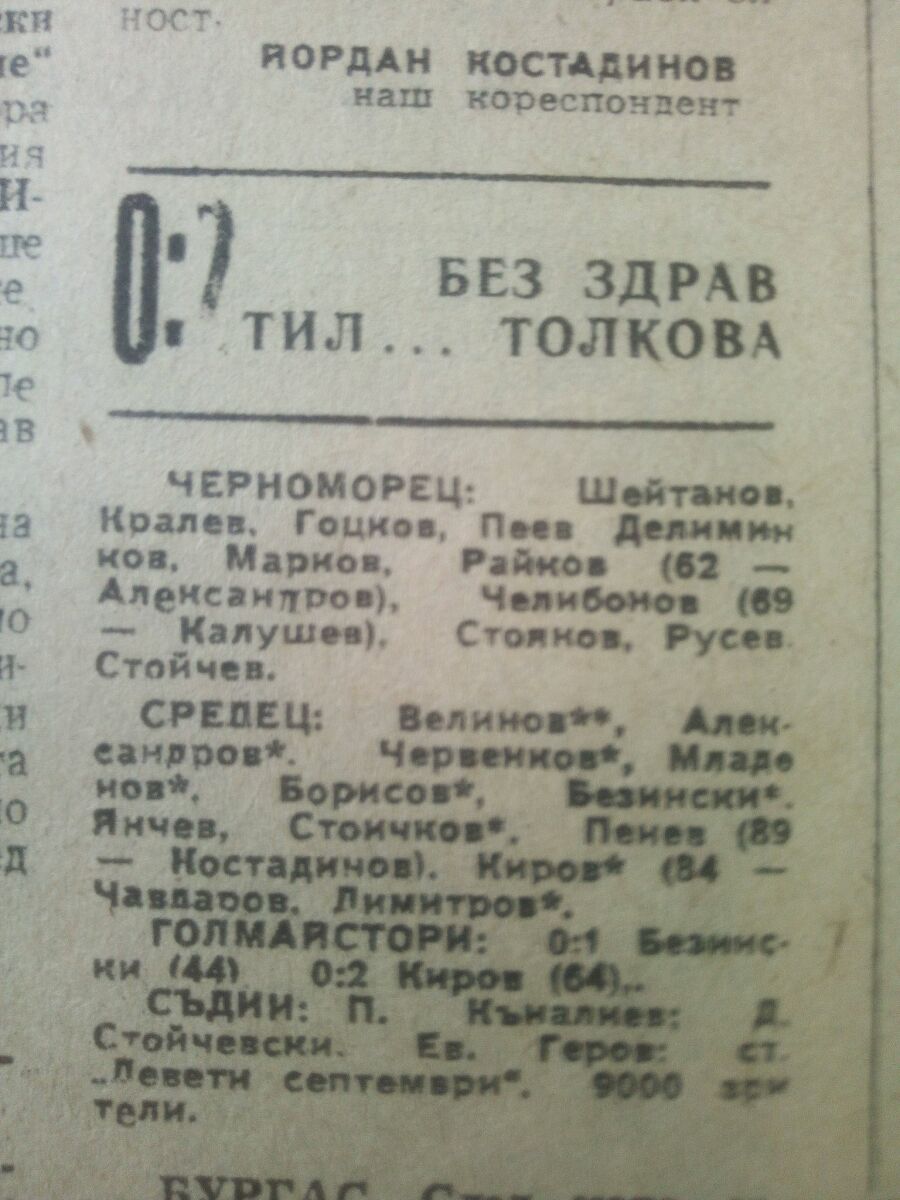 ски
ност.
ЙОРДАН КОСТАДИНОВ
наш кореспондент
0:2
БЕЗ ЗДРАВ
ТИЛ... ТОЛКОВА
ЧЕРНОМОРЕЦ: Шейтанов,
Кралев, Гоцков, Пеев Делимин
ков, Марков, Райков (62 —
Александров), Челибонов (69
— Калушев), Стоянов, Русев
Стойчев.
СРЕДЕЦ: Велинов**, Алек-
сандров*. Червенков*, Младе
нов*. Борисов*, Безински*.
Янчев, Стоичков*. Пенев (89
— Костадинов). Киров* (84 —
Чавдаров. Димитров*.
ГОЛМАЙСТОРИ: 0:1 Безинс-
ки (44) 0:2 Киров (64)..
СЪДИИ: П. Къналиев; Д.
Стойчевски. Ев. Геров: ст.
„Девети септември“. 9000 зри
тели.
БУРГАС.